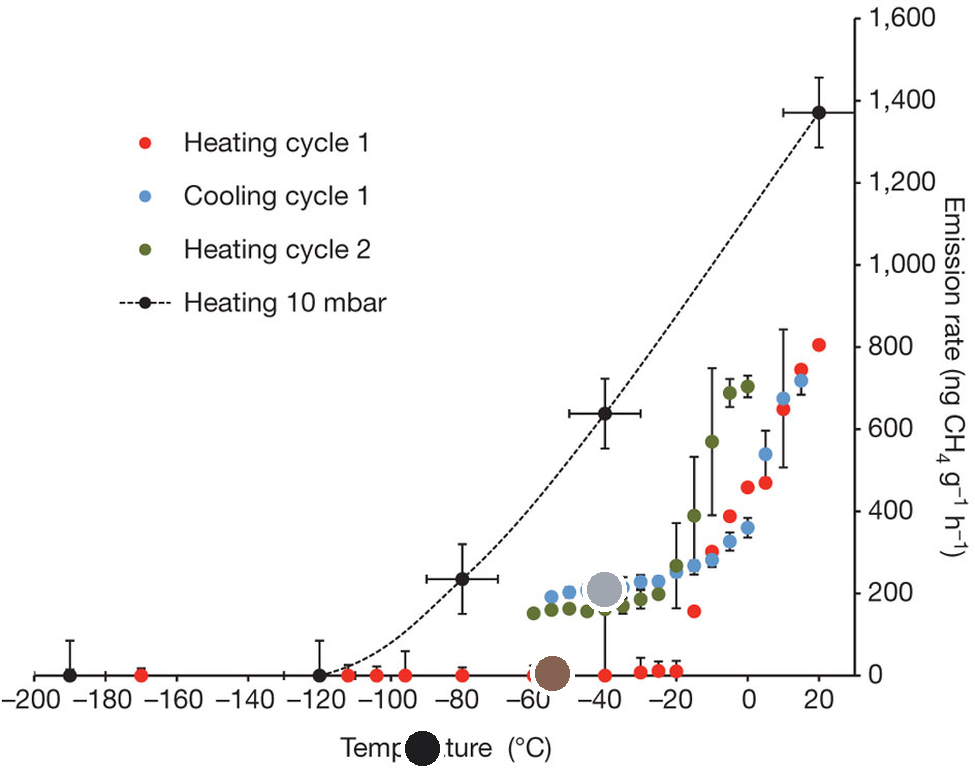 1,600
1,400
1,200
1,000
800
600
400
200
0
Emission rate (ng CH4 g–1 h–1)
Heating cycle 1
Cooling cycle 1
Heating cycle 2
Heating 10 mbar
–200 –180 –160 –140 –120 –100 –80 –60 –40 –20 0 20
(°C)